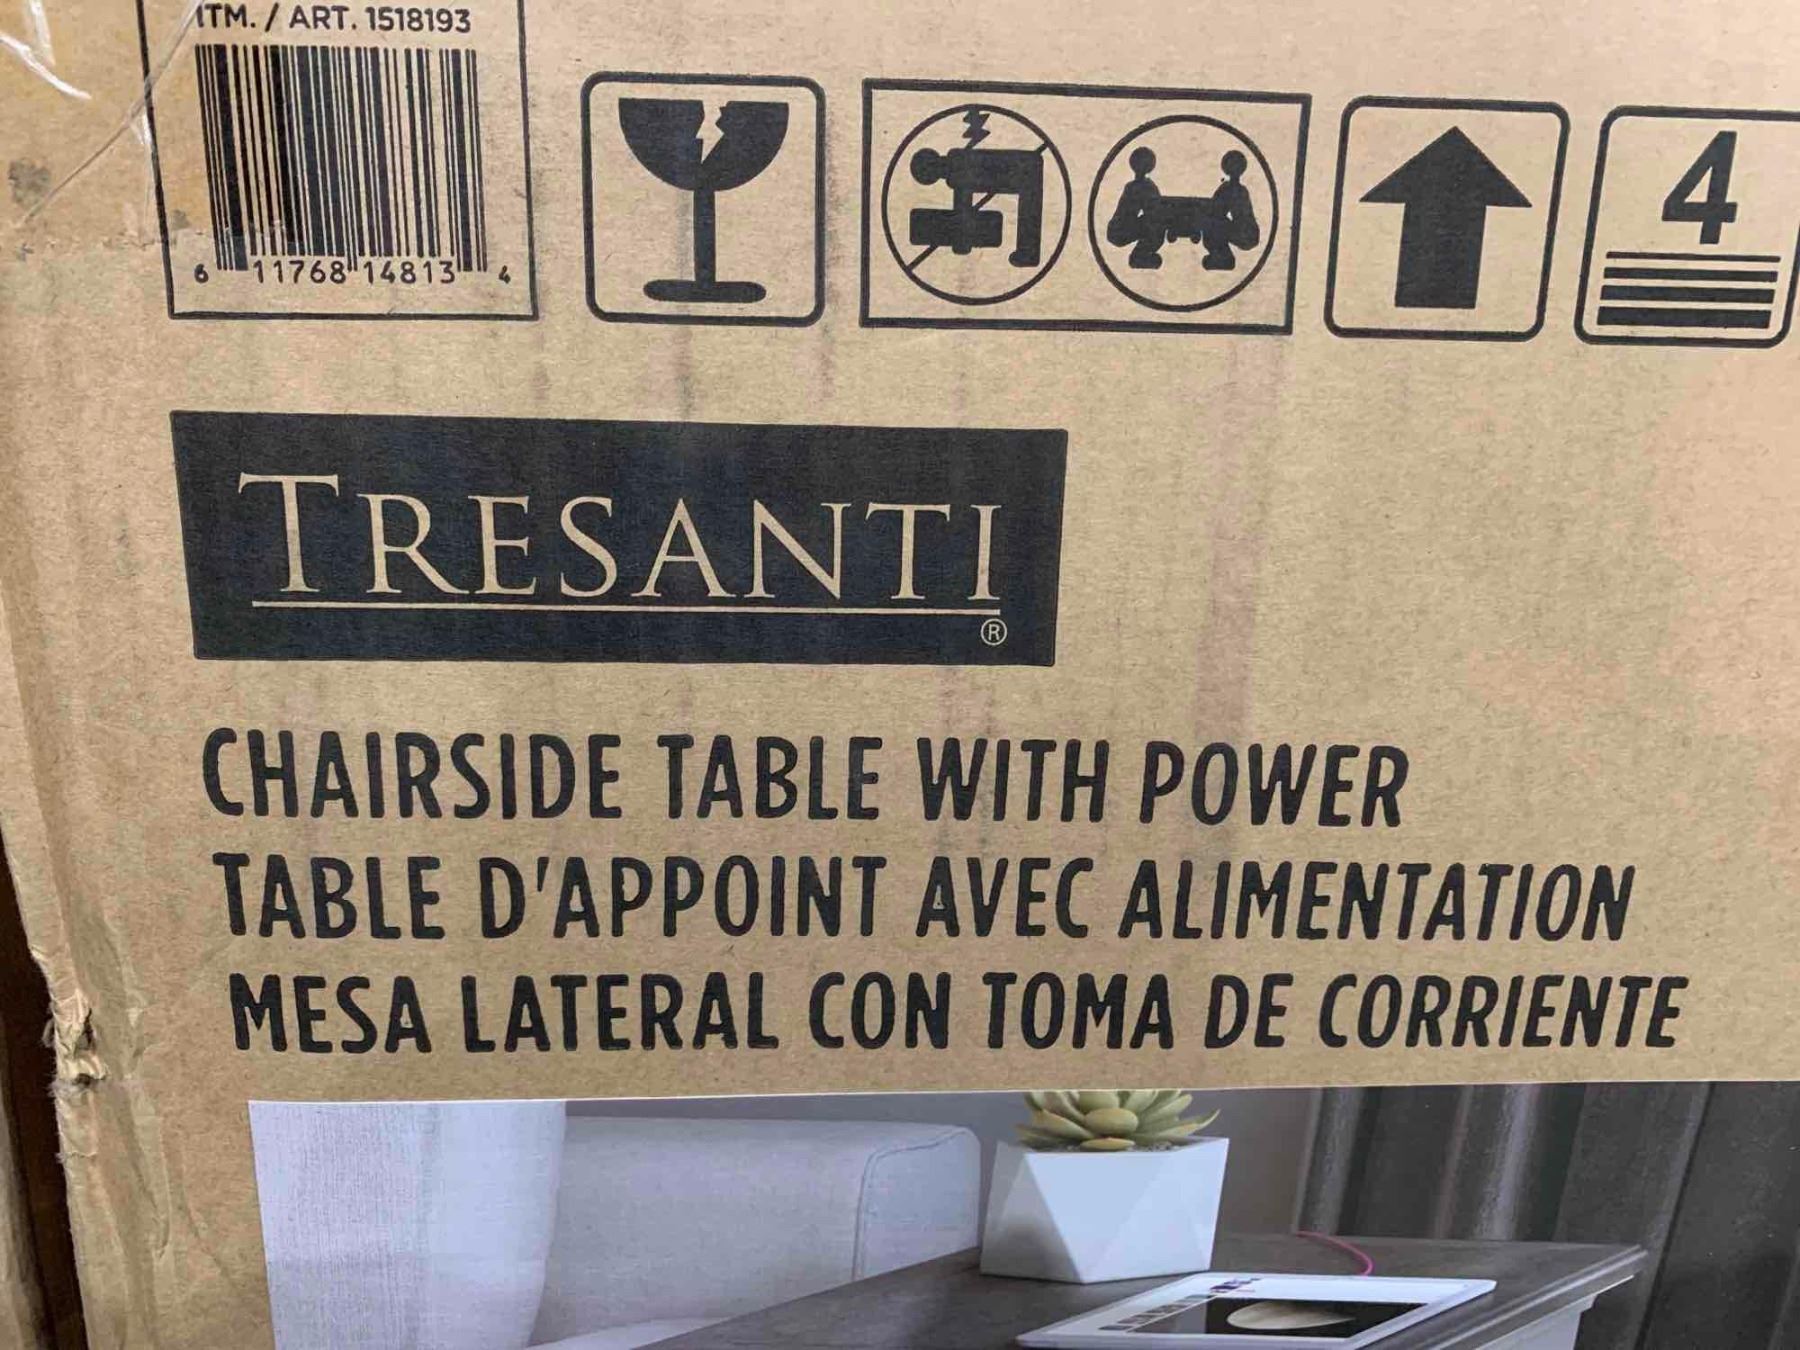 ITM. / ART. 1518193
6 11768 14813 4
4
TRESANTI
®
CHAIRSIDE TABLE WITH POWER
TABLE D'APPOINT AVEC ALIMENTATION
MESA LATERAL CON TOMA DE CORRIENTE